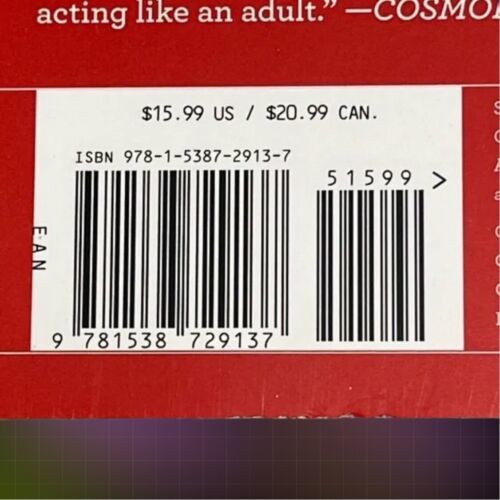 acting like an adult.” —COSMO
$15.99 US / $20.99 CAN.
ISBN 978-1-5387-2913-7
51599 >
EAN
9 781538 729137